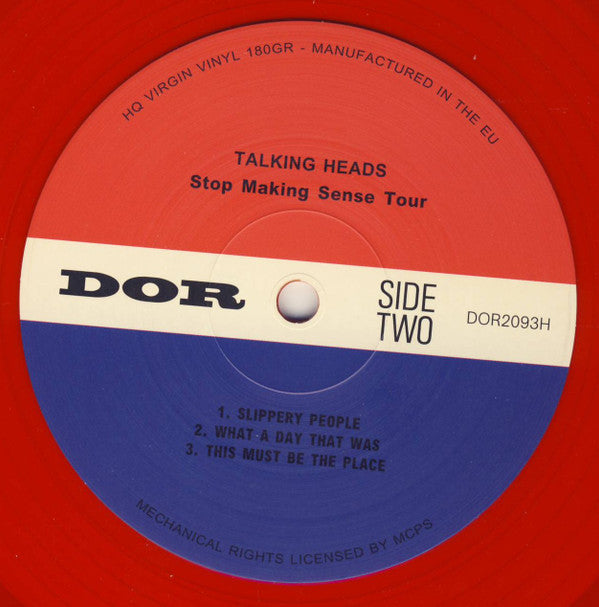 HQ VIRGIN VINYL 180GR - MANUFACTURED IN THE EU
TALKING HEADS
Stop Making Sense Tour
DOR
SIDE
TWO
DOR2093H
1. SLIPPERY PEOPLE
2. WHAT A DAY THAT WAS
3. THIS MUST BE THE PLACE
MECHANICAL RIGHTS LICENSED BY MCPS